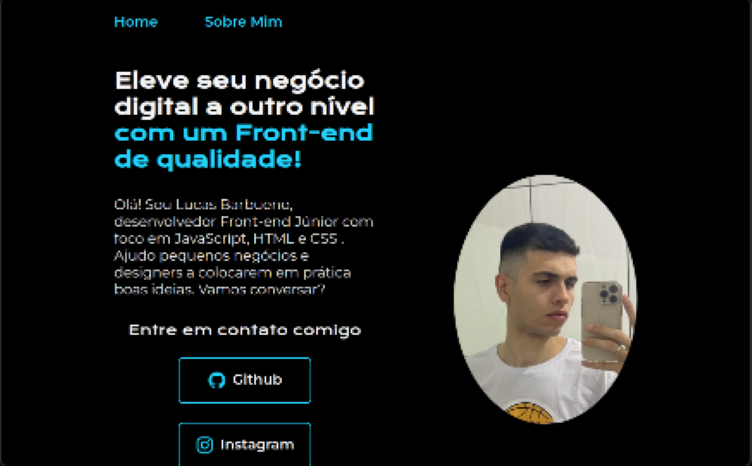 Home
Sobre Mim
Eleve seu negócio
digital a outro nível
com um Front-end
de qualidade!
Olá! Sou Lucas Barbueno,
desenvolvedor Front-end Júnior com
foco em JavaScript, HTML e CSS .
Ajudo pequenos negócios e
designers a colocarem em prática
boas ideias. Vamos conversar?
Entre em contato comigo
Github
Instagram